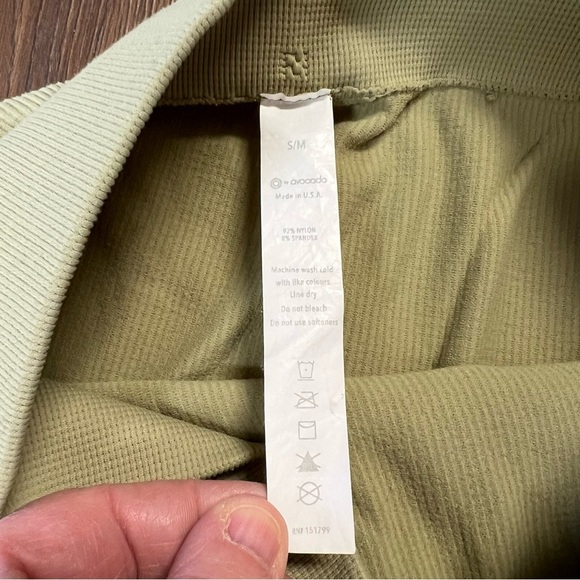 S/M
by avocado
Made in U.S.A.
92% NYLON
8% SPANDEX
Machine wash cold
with like colours
Line dry
Do not bleach
Do not use softeners
RN# 151799